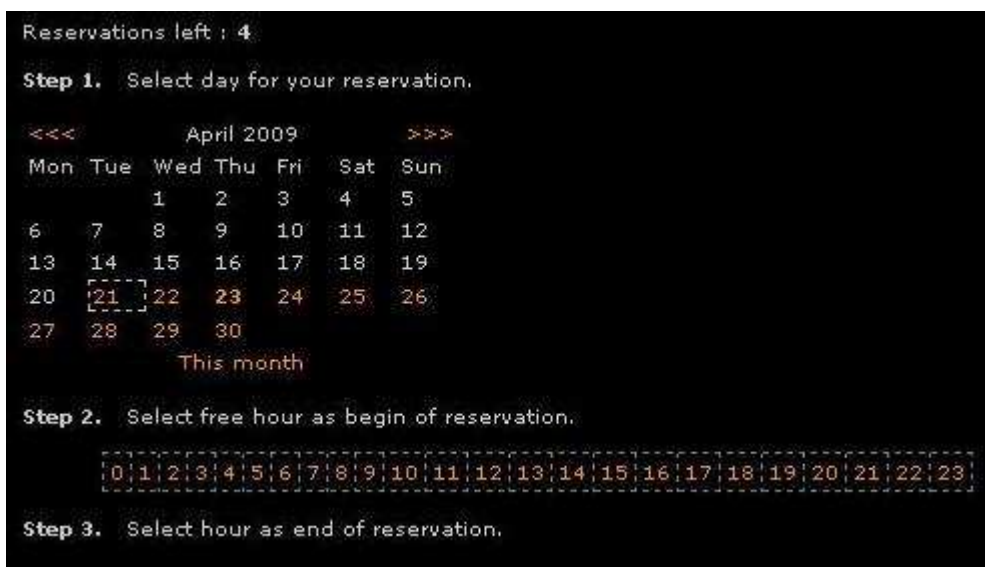 Reservations left : 4
Step 1. Select day for your reservation.
<<< April 2009 >>>
Mon Tue Wed Thu Fri Sat Sun
1 2 3 4 5
6 7 8 9 10 11 12
13 14 15 16 17 18 19
20 21 22 23 24 25 26
27 28 29 30
This month
Step 2. Select free hour as begin of reservation.
0 1 2 3 4 5 6 7 8 9 10 11 12 13 14 15 16 17 18 19 20 21 22 23
Step 3. Select hour as end of reservation.